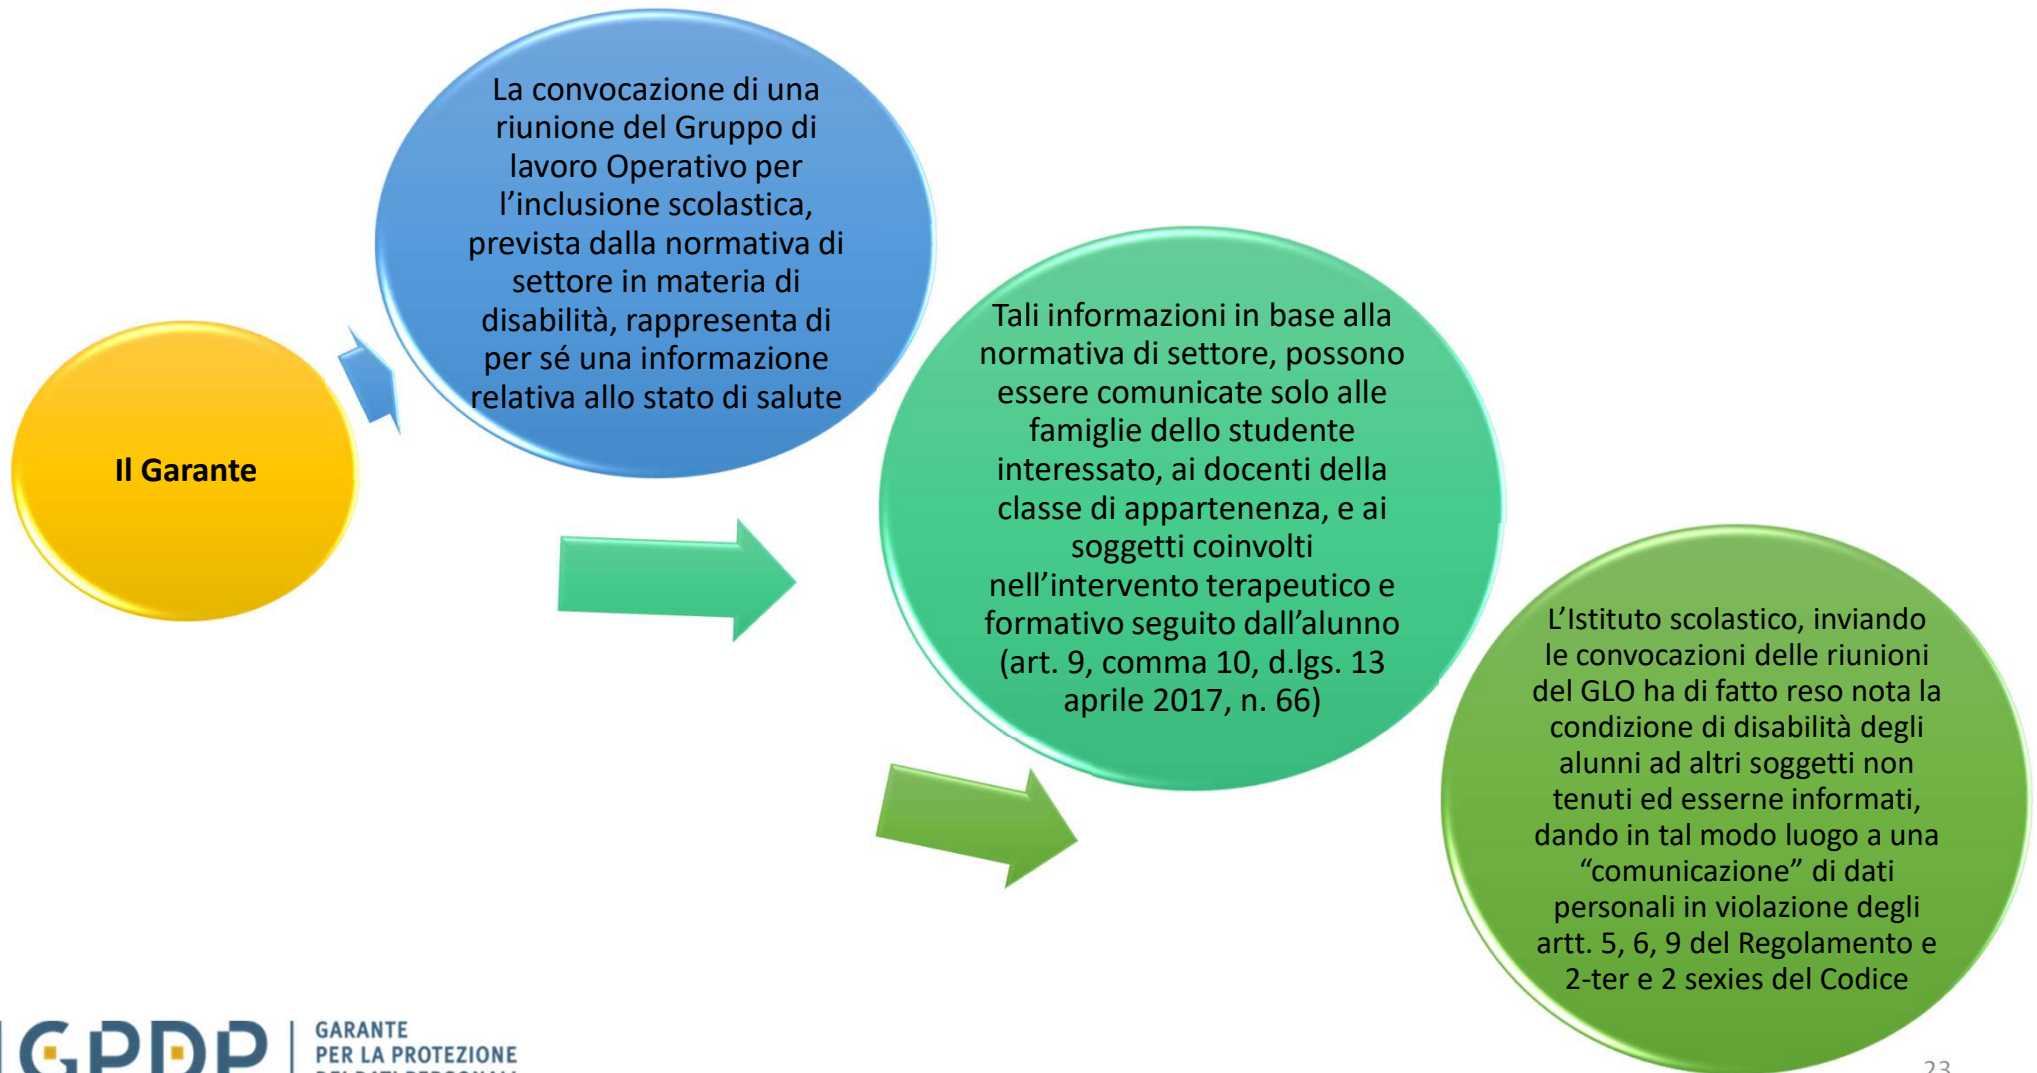 La convocazione di una
riunione del Gruppo di
lavoro Operativo per
l’inclusione scolastica,
prevista dalla normativa di
settore in materia di
disabilità, rappresenta di
per sé una informazione
relativa allo stato di salute
Il Garante
Tali informazioni in base alla
normativa di settore, possono
essere comunicate solo alle
famiglie dello studente
interessato, ai docenti della
classe di appartenenza, e ai
soggetti coinvolti
nell’intervento terapeutico e
formativo seguito dall’alunno
(art. 9, comma 10, d.lgs. 13
aprile 2017, n. 66)
L’Istituto scolastico, inviando
le convocazioni delle riunioni
del GLO ha di fatto reso nota la
condizione di disabilità degli
alunni ad altri soggetti non
tenuti ed esserne informati,
dando in tal modo luogo a una
“comunicazione” di dati
personali in violazione degli
artt. 5, 6, 9 del Regolamento e
2-ter e 2 sexies del Codice
GPDP
GARANTE
PER LA PROTEZIONE
DEI DATI PERSONALI
23